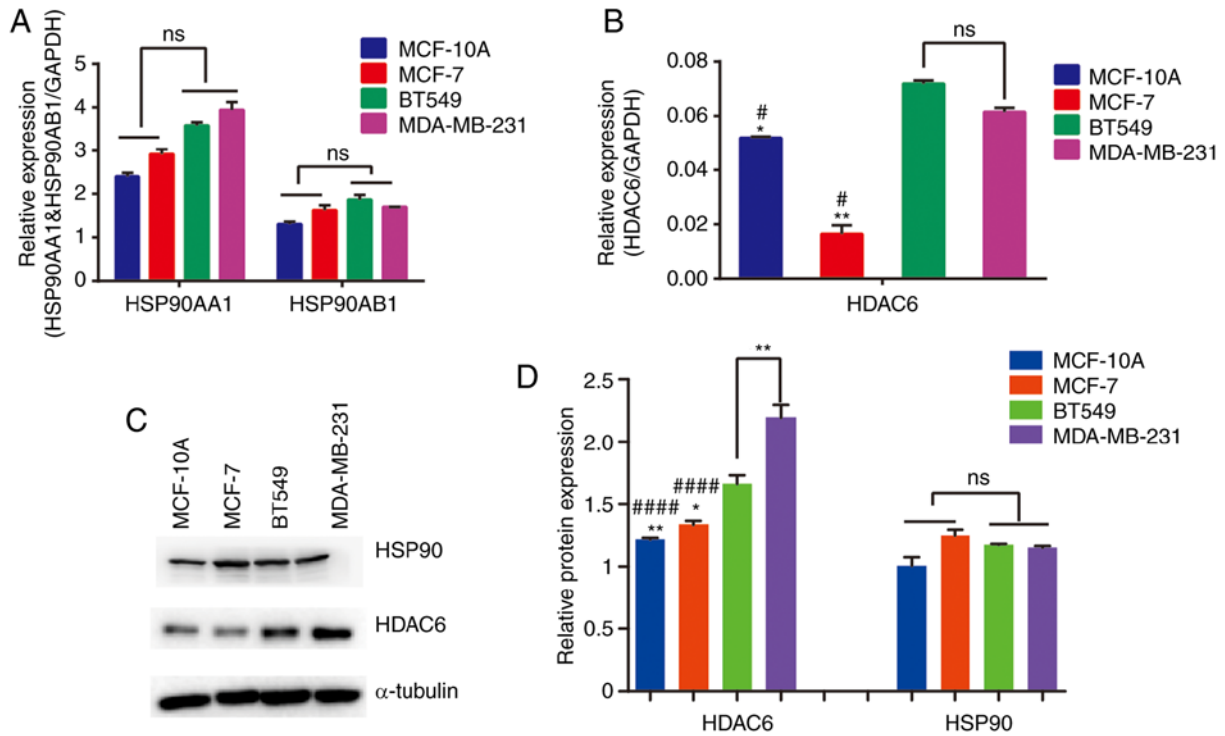 A
ns
MCF-10A
MCF-7
BT549
MDA-MB-231
Relative expression
(HSP90AA1&HSP90AB1/GAPDH)
5
4
3
2
1
0
ns
HSP90AA1
HSP90AB1
B
ns
MCF-10A
MCF-7
BT549
MDA-MB-231
Relative expression
(HDAC6/GAPDH)
0.08
0.06
0.04
0.02
0.00
#
*
#
**
HDAC6
C
MCF-10A
MCF-7
BT549
MDA-MB-231
HSP90
HDAC6
α-tubulin
D
**
MCF-10A
MCF-7
BT549
MDA-MB-231
Relative protein expression
2.5
2.0
1.5
1
0.5
0
####
**
####
*
ns
HDAC6
HSP90